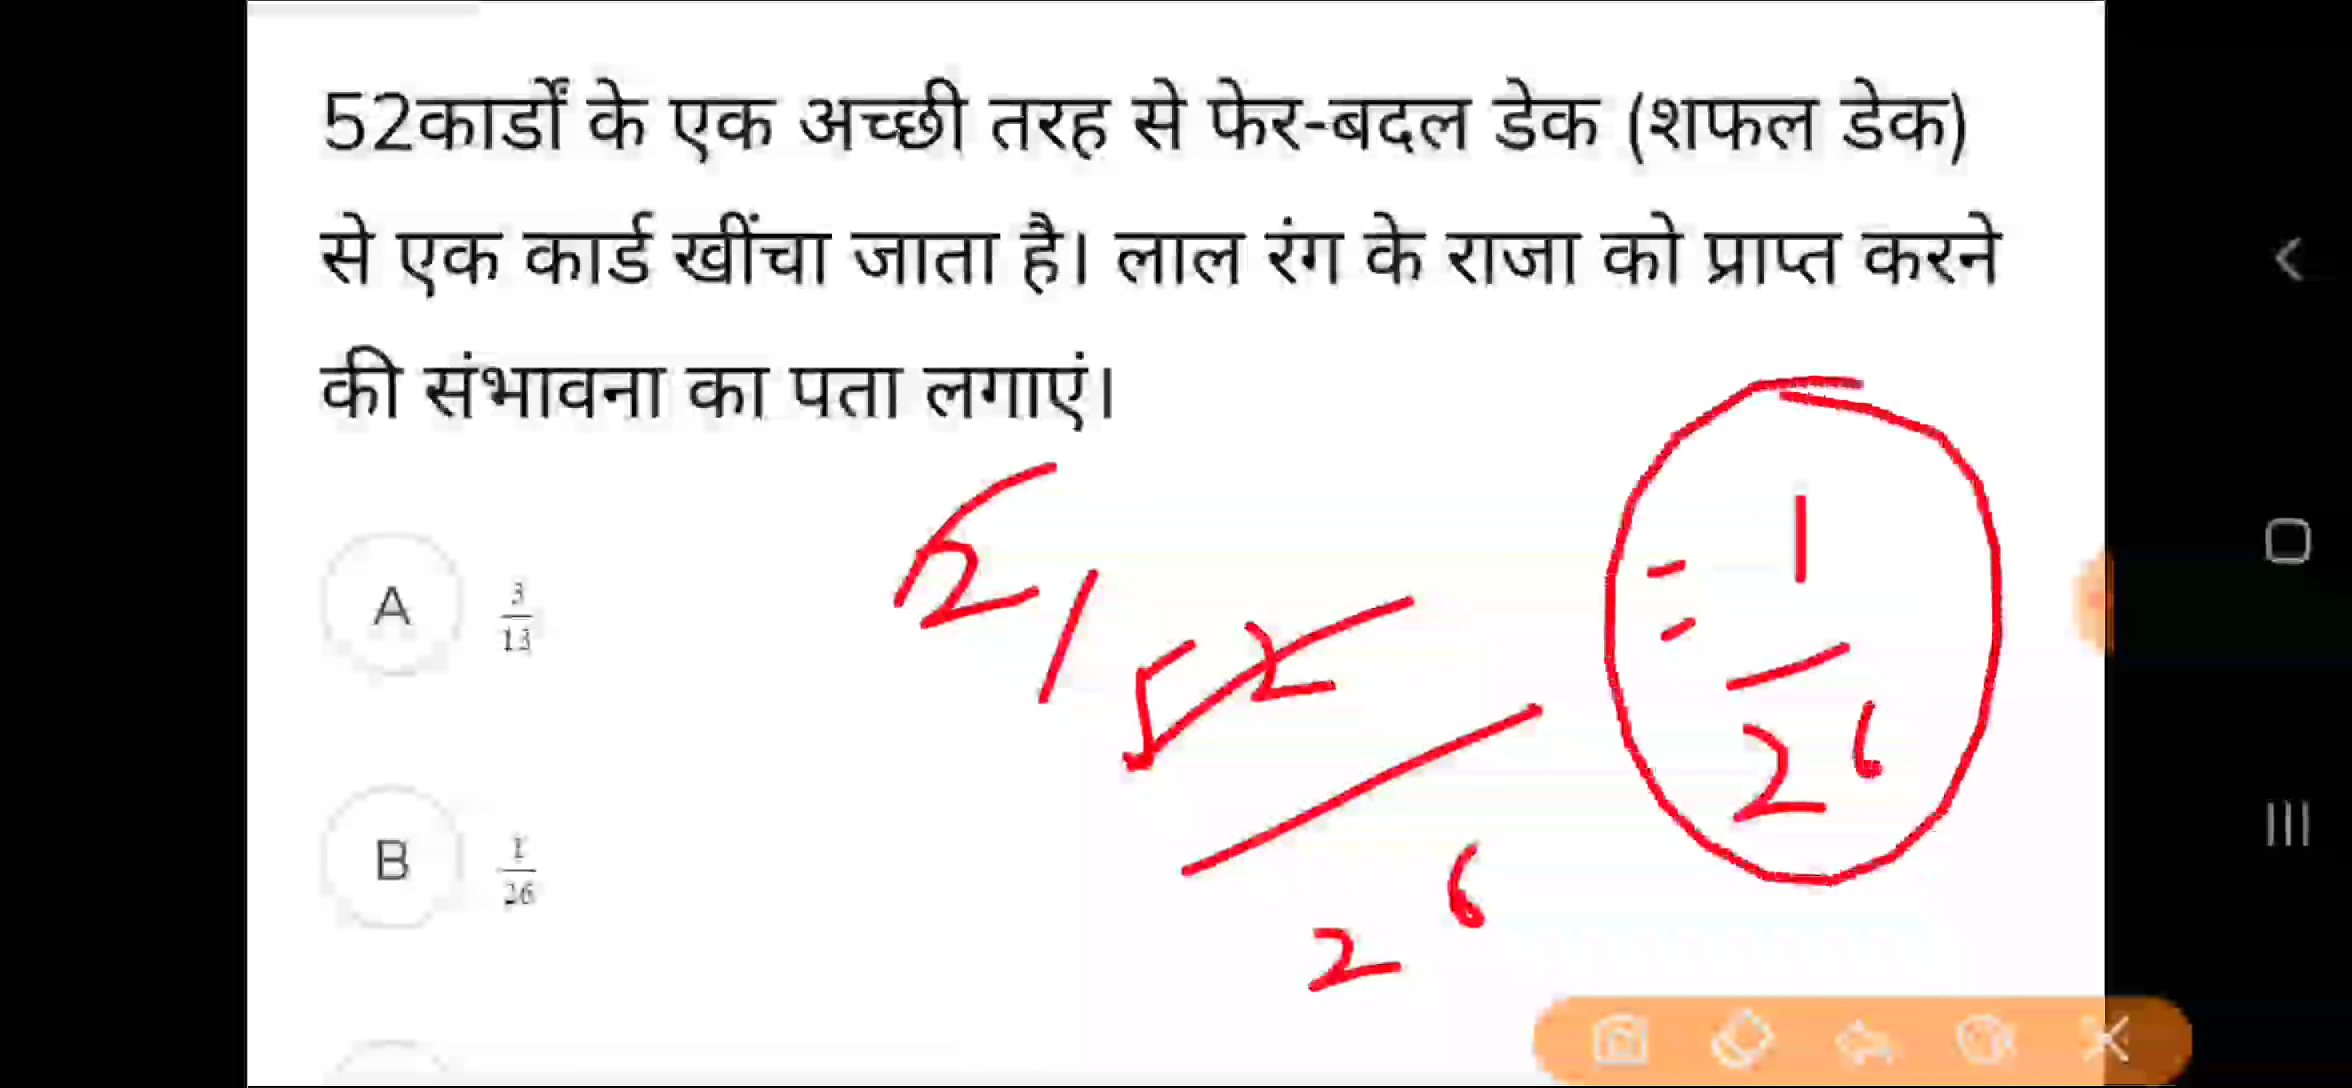 52कार्डों के एक अच्छी तरह से फेर-बदल डेक (शफल डेक)
से एक कार्ड खींचा जाता है। लाल रंग के राजा को प्राप्त करने
की संभावना का पता लगाएं।
A 3/13
B 1/26
2/52
26
= 1/26